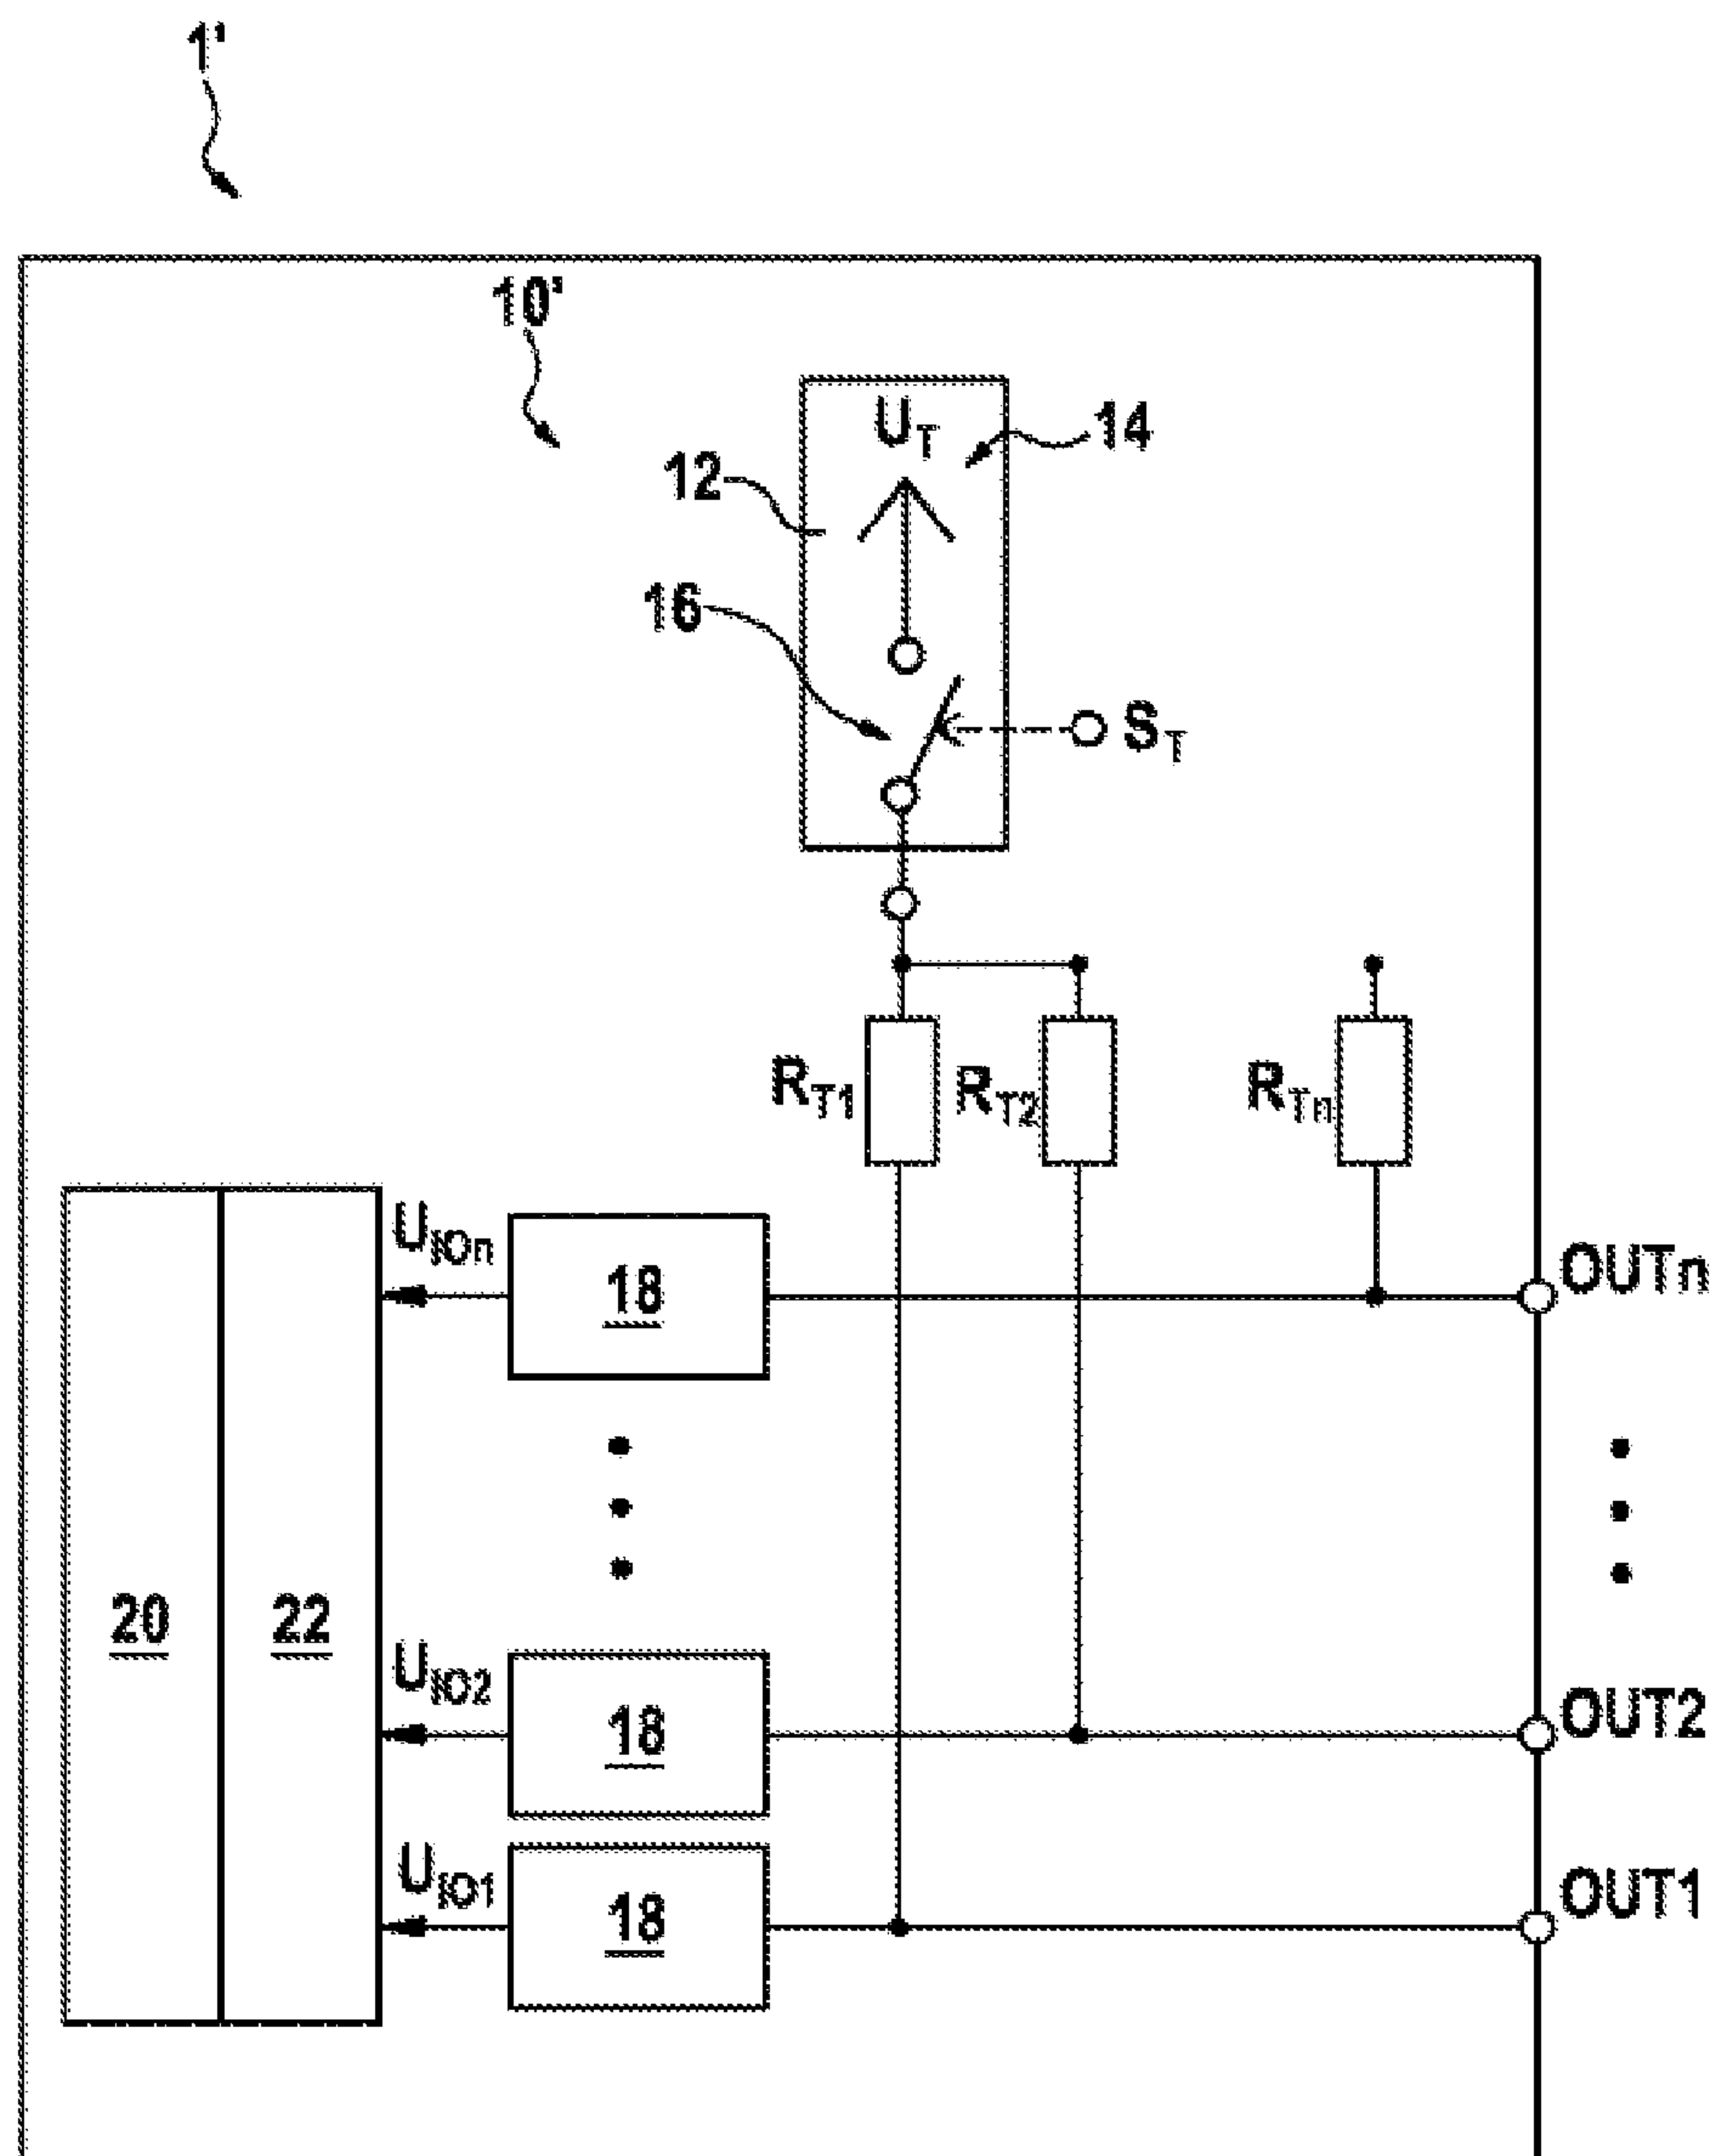 1'
10'
U_T
14
12
16
S_T
R_T1
R_T2
R_Tn
U_IOn
18
OUTn
20
22
U_IO2
18
OUT2
U_IO1
18
OUT1